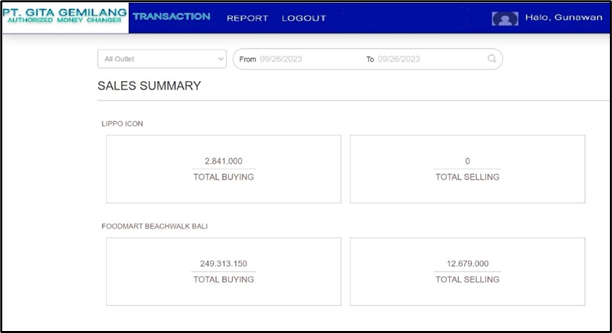 PT. GITA GEMILANG
AUTHORIZED MONEY CHANGER
TRANSACTION REPORT LOGOUT Halo, Gunawan
All Outlet From 09/26/2023 To 09/26/2023
SALES SUMMARY
LIPPO ICON
2.841.000 0
TOTAL BUYING TOTAL SELLING
FOODMART BEACHWALK BALI
249.313.150 12.679.000
TOTAL BUYING TOTAL SELLING